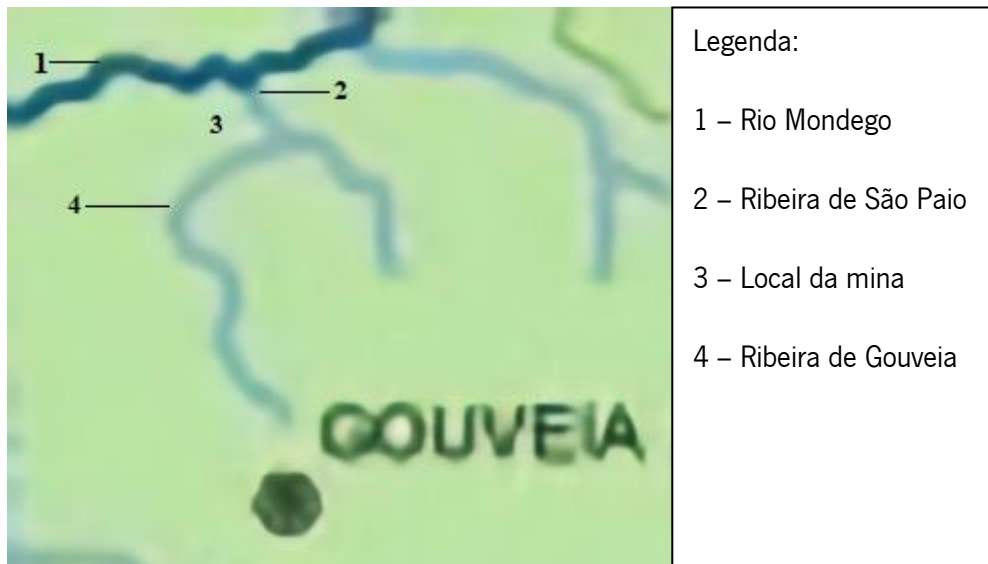 1
2
3
4
GOUVEIA
Legenda:
1 – Rio Mondego
2 – Ribeira de São Paio
3 – Local da mina
4 – Ribeira de Gouveia